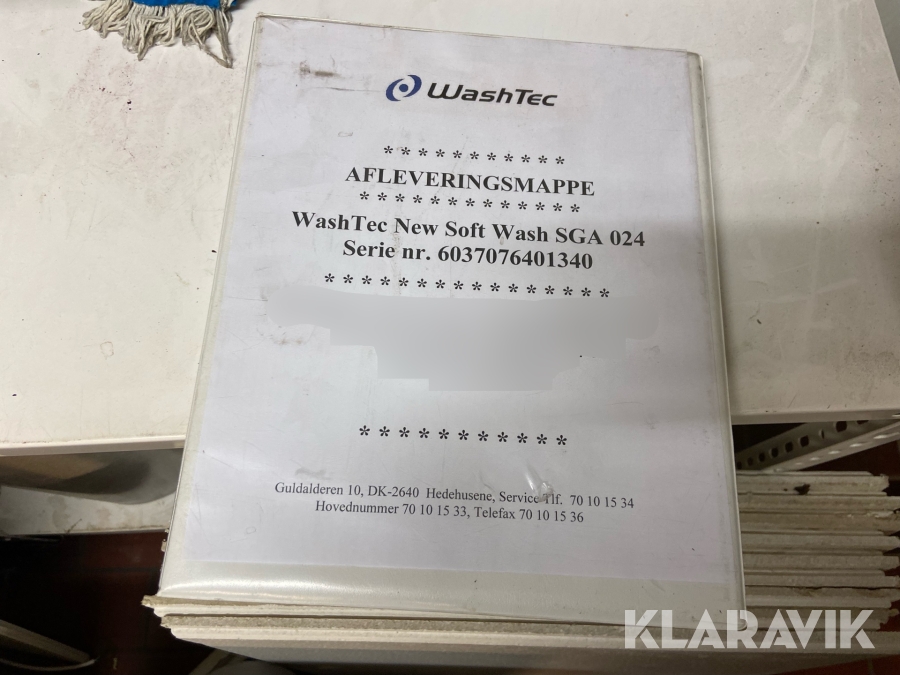 WashTec
* * * * * * * * * * *
AFLEVERINGSMAPPE
* * * * * * * * * * * * *
WashTec New Soft Wash SGA 024
Serie nr. 6037076401340
* * * * * * * * * * * * * * * *
* * * * * * * * * * *
Guldalderen 10, DK-2640 Hedehusene, Service Tlf. 70 10 15 34
Hovednummer 70 10 15 33, Telefax 70 10 15 36
KLARAVIK